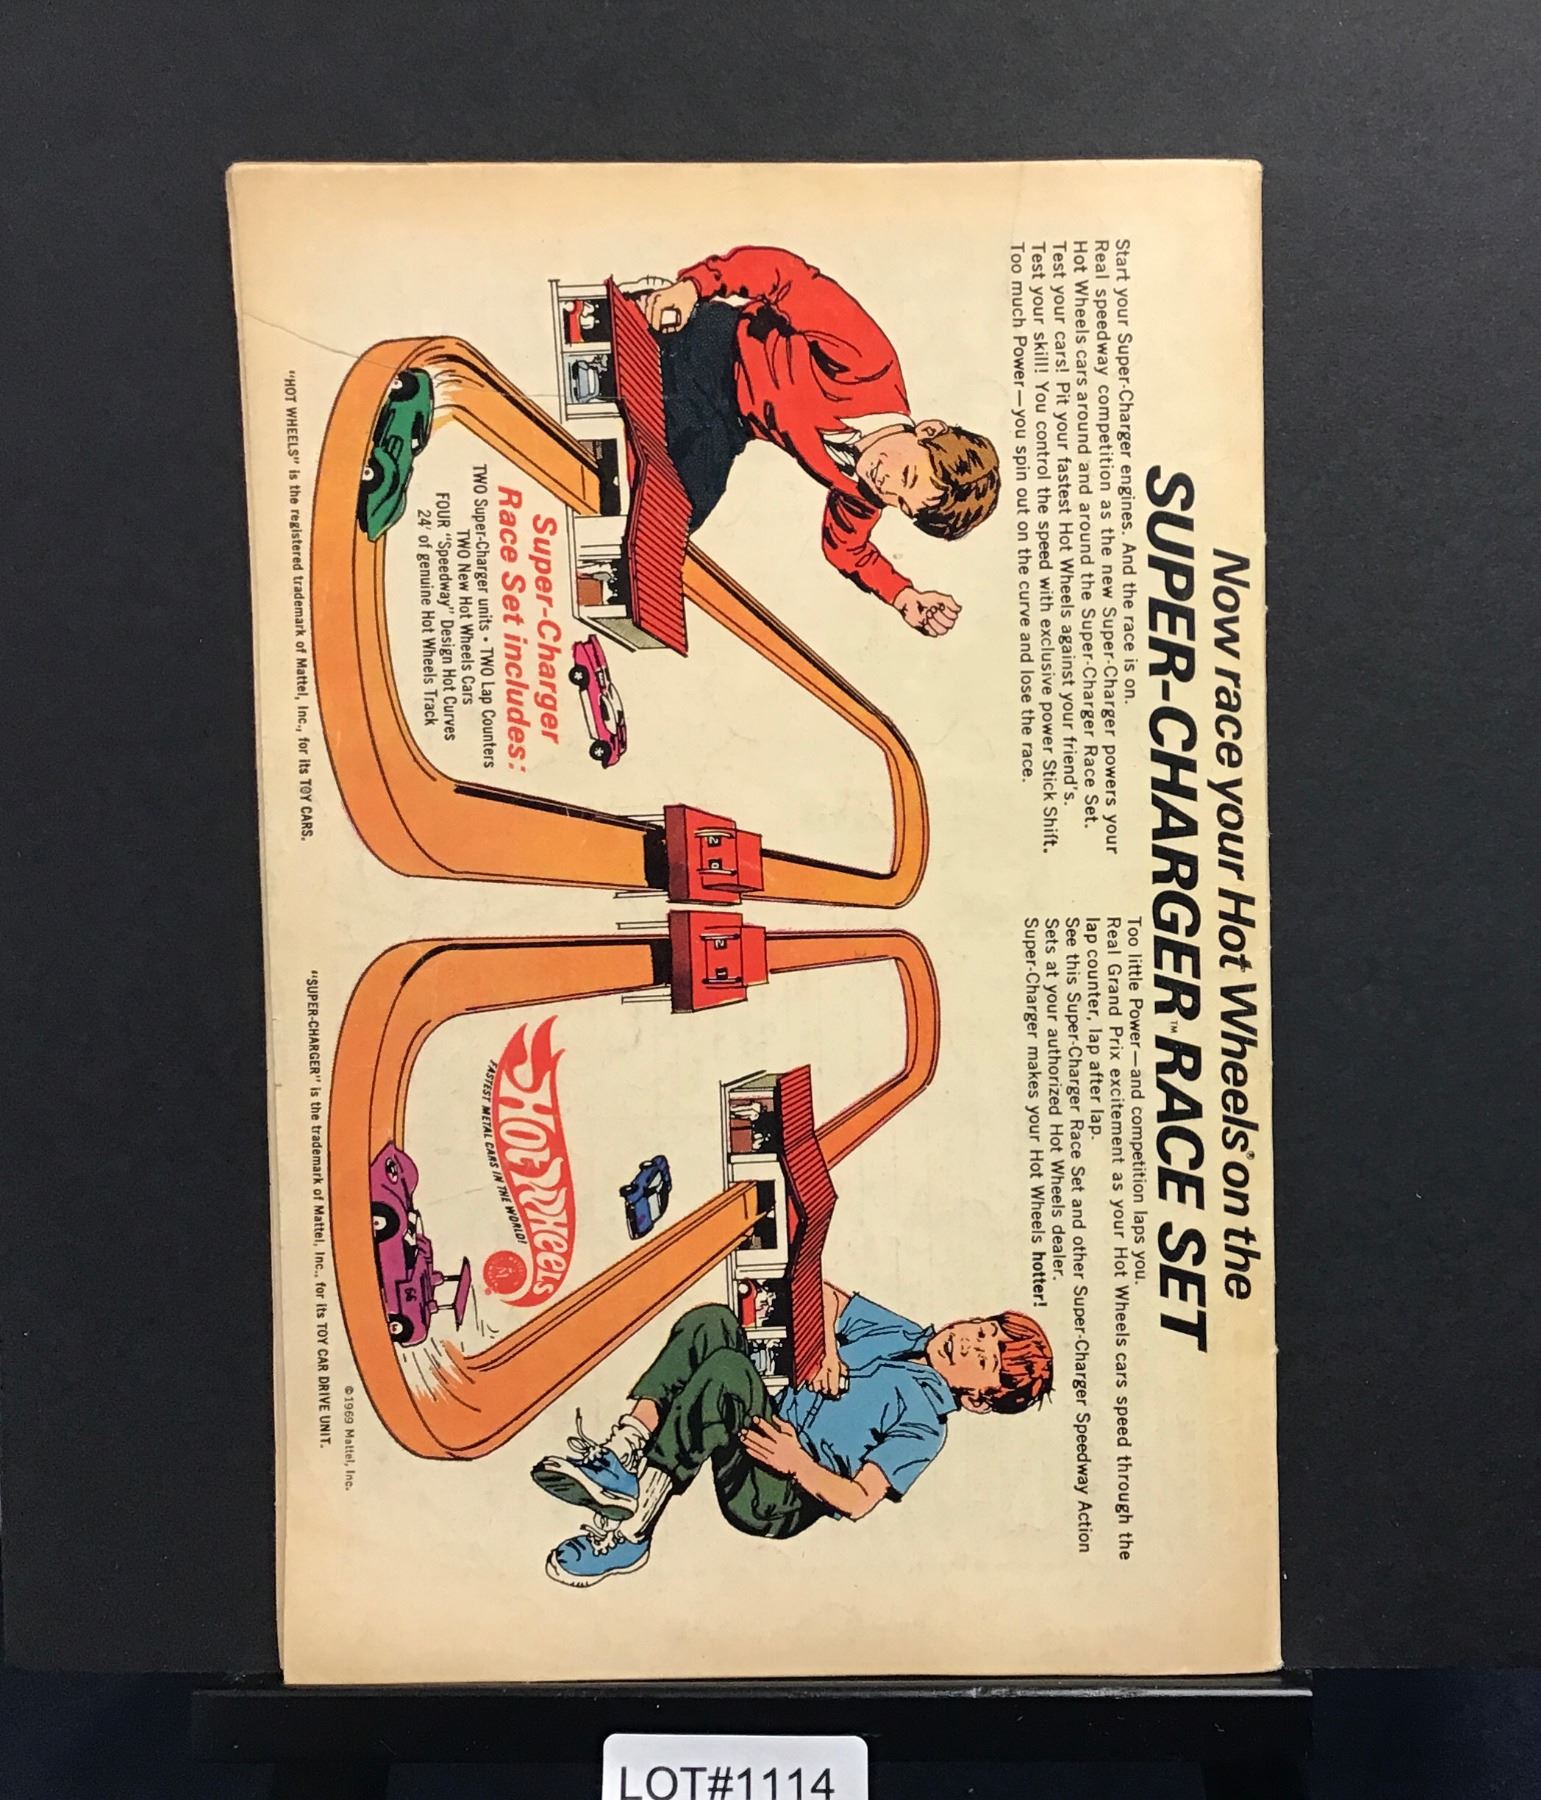 Now race your Hot Wheels® on the
SUPER-CHARGER™ RACE SET
Start your Super-Charger engines. And the race is on.
Real speedway competition as the new Super-Charger powers your
Hot Wheels cars around and around the Super-Charger Race Set.
Test your cars! Pit your fastest Hot Wheels against your friend's.
Test your skill! You control the speed with exclusive power Stick Shift.
Too much Power—you spin out on the curve and lose the race.
Too little Power—and competition laps you.
Real Grand Prix excitement as your Hot Wheels cars speed through the
lap counter, lap after lap.
See this Super-Charger Race Set and other Super-Charger Speedway Action
Sets at your authorized Hot Wheels dealer.
Super-Charger makes your Hot Wheels hotter!
2 0
2 1
Super-Charger
Race Set includes:
TWO Super-Charger units • TWO Lap Counters
TWO New Hot Wheels Cars
FOUR "Speedway" Design Hot Curves
24' of genuine Hot Wheels Track
HOT WHEELS
FASTEST METAL CARS IN THE WORLD!
66
"HOT WHEELS" is the registered trademark of Mattel, Inc., for its TOY CARS.
"SUPER-CHARGER" is the trademark of Mattel, Inc., for its TOY CAR DRIVE UNIT.
©1969 Mattel, Inc.
LOT#1114